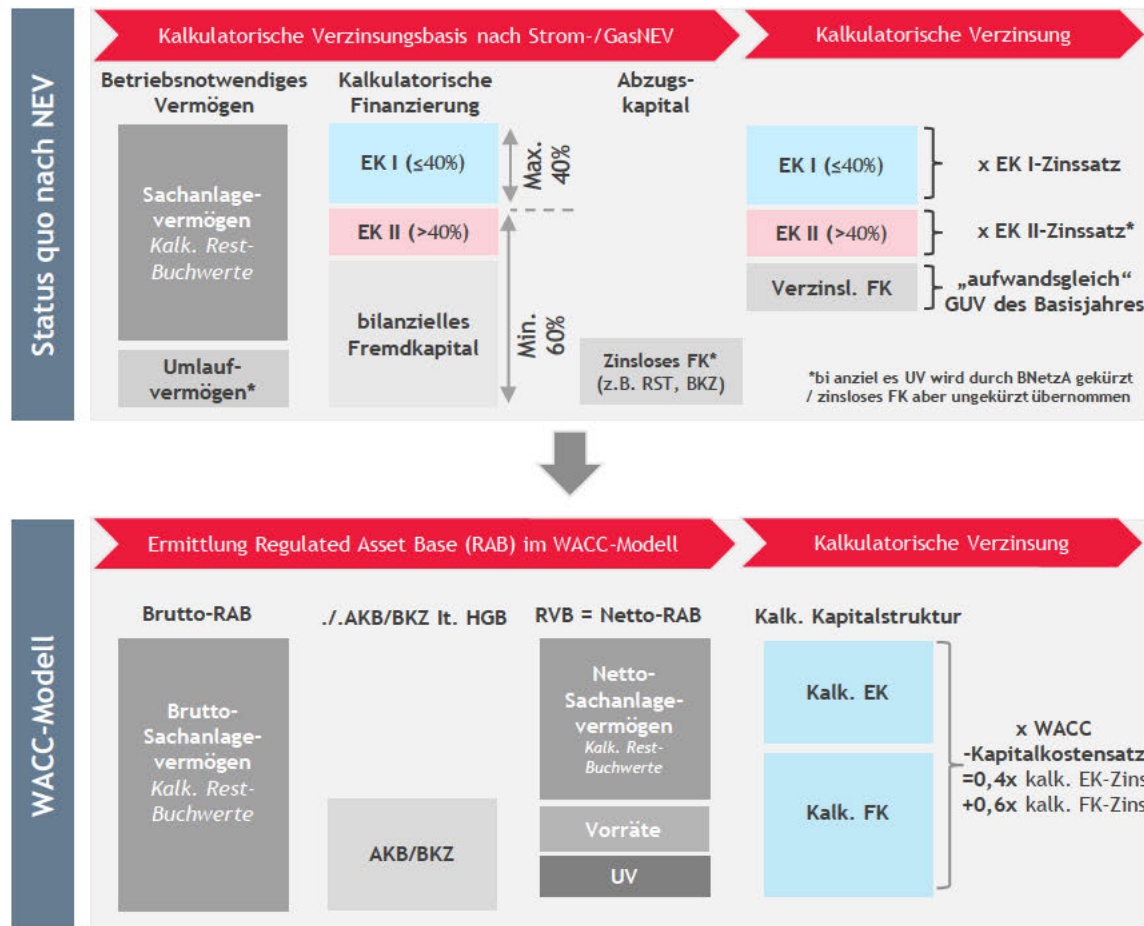 Status quo nach NEV
Kalkulatorische Verzinsungsbasis nach Strom-/GasNEV
Kalkulatorische Verzinsung
Betriebsnotwendiges
Vermögen
Kalkulatorische
Finanzierung
Abzugs-
kapital
Sachanlage-
vermögen
Kalk. Rest-
Buchwerte
Umlauf-
vermögen*
EK I (≤40%)
EK II (>40%)
bilanzielles
Fremdkapital
Max.
40%
Min.
60%
Zinsloses FK*
(z.B. RST, BKZ)
EK I (≤40%)
x EK I-Zinssatz
EK II (>40%)
x EK II-Zinssatz*
Verzinsl. FK
„aufwandsgleich“
GUV des Basisjahres
*bi anziel es UV wird durch BNetzA gekürzt
/ zinsloses FK aber ungekürzt übernommen
WACC-Modell
Ermittlung Regulated Asset Base (RAB) im WACC-Modell
Kalkulatorische Verzinsung
Brutto-RAB
./.AKB/BKZ lt. HGB
RVB = Netto-RAB
Kalk. Kapitalstruktur
Brutto-
Sachanlage-
vermögen
Kalk. Rest-
Buchwerte
AKB/BKZ
Netto-
Sachanlage-
vermögen
Kalk. Rest-
Buchwerte
Vorräte
UV
Kalk. EK
Kalk. FK
x WACC
-Kapitalkostensatz
=0,4x kalk. EK-Zins
+0,6x kalk. FK-Zins